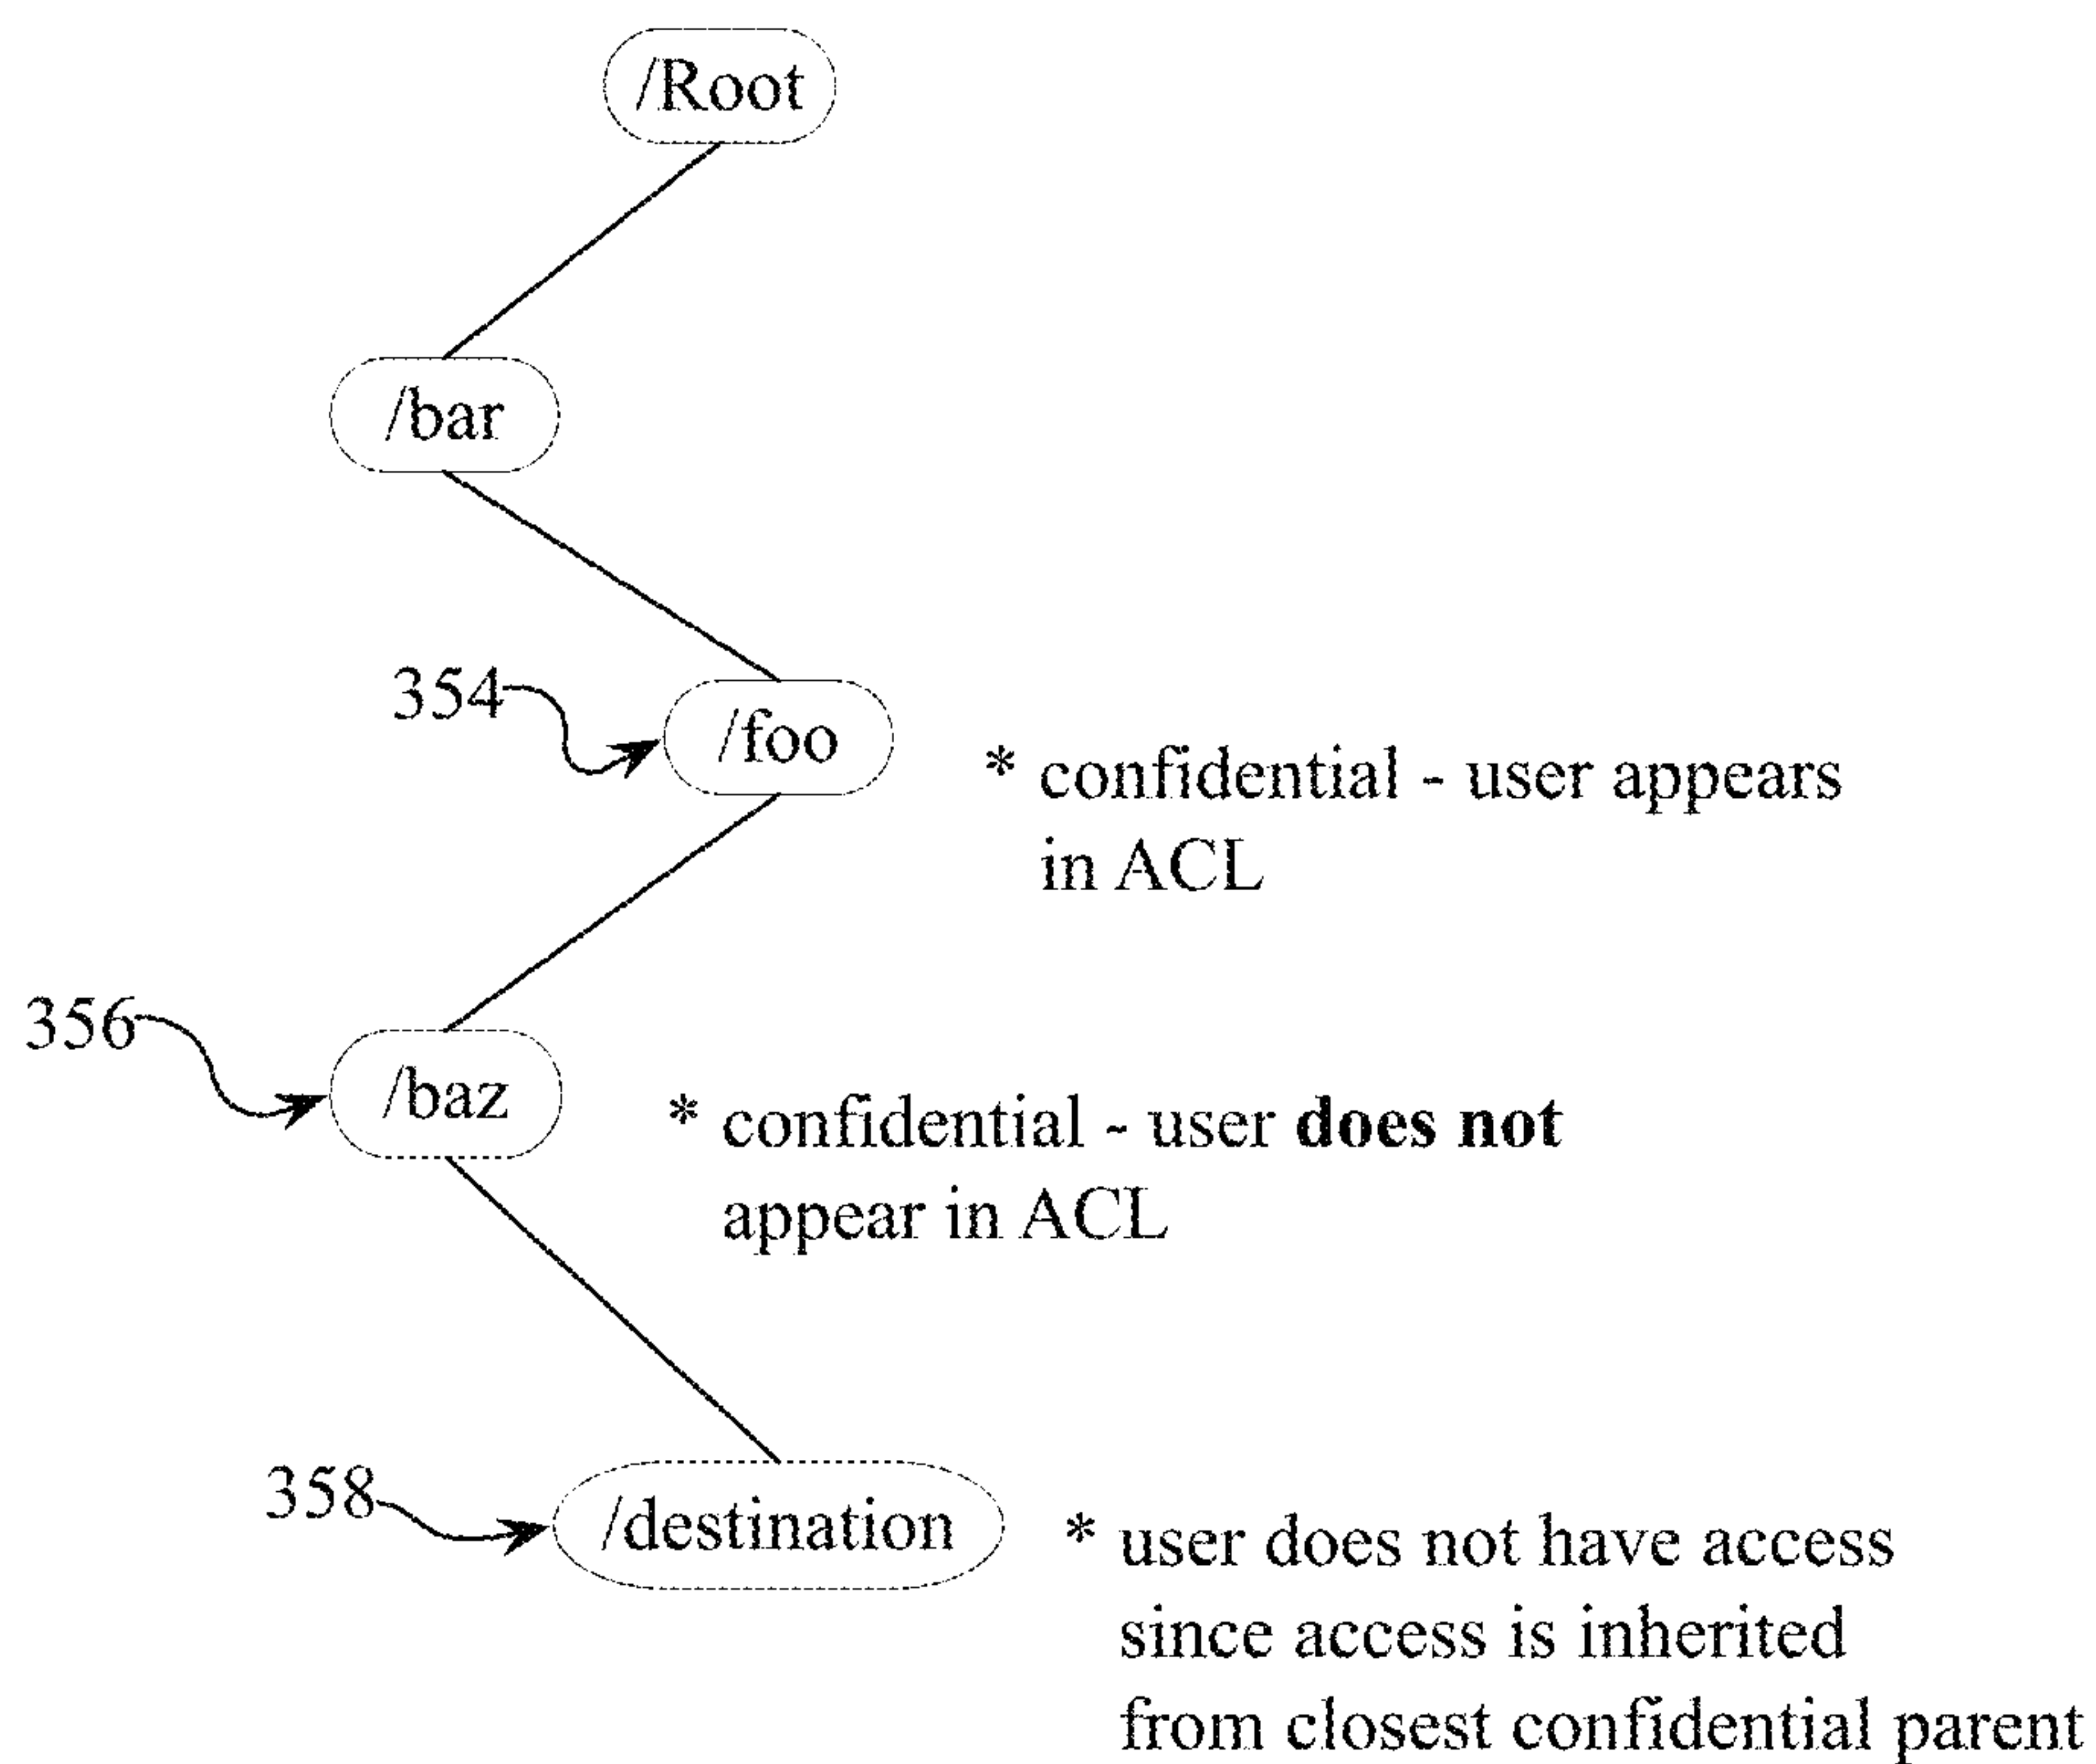 /Root
/bar
354
/foo
* confidential - user appears
in ACL
356
/baz
* confidential - user does not
appear in ACL
358
/destination
* user does not have access
since access is inherited
from closest confidential parent